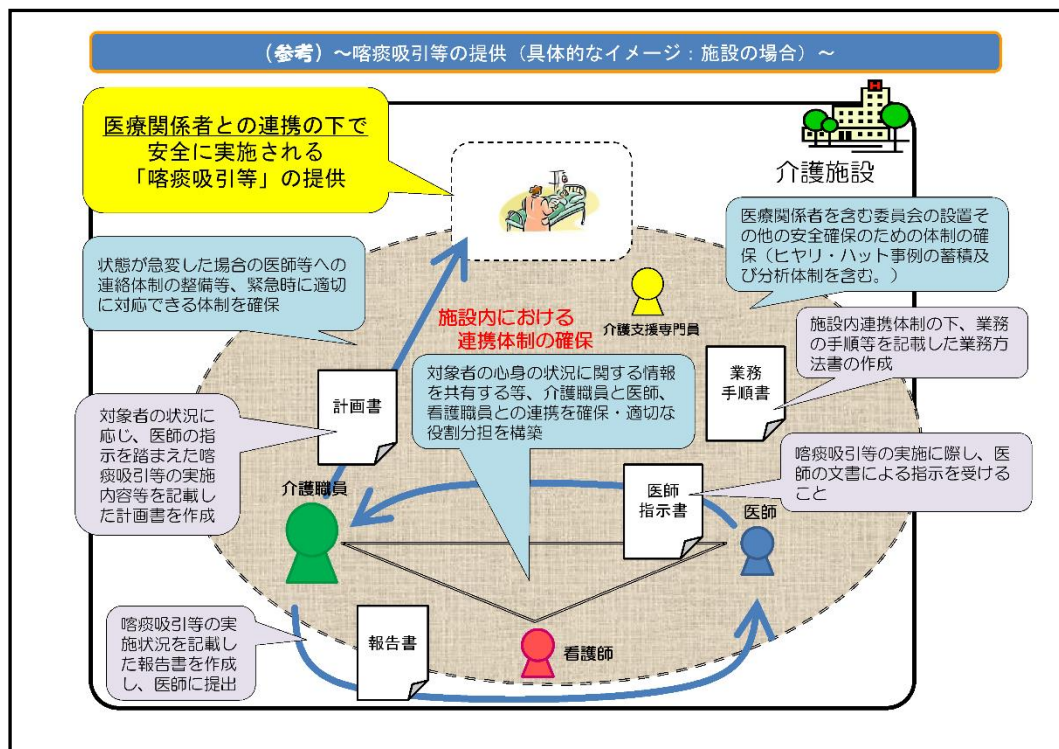 (参考)～喀痰吸引等の提供(具体的なイメージ：施設の場合)～
医療関係者との連携の下で
安全に実施される
「喀痰吸引等」の提供
介護施設
医療関係者を含む委員会の設置そ
の他の安全確保のための体制の確
保(ヒヤリ・ハット事例の蓄積及
び分析体制を含む。)
状態が急変した場合の医師等への
連絡体制の整備等、緊急時に適切
に対応できる体制を確保
介護支援専門員
施設内における
連携体制の確保
施設内連携体制の下、業務
の手順等を記載した業務方
法書の作成
業務
手順書
対象者の心身の状況に関する情報
を共有する等、介護職員と医師、
看護職員との連携を確保・適切な
役割分担を構築
計画書
対象者の状況に
応じ、医師の指
示を踏まえた喀
痰吸引等の実施
内容等を記載し
た計画書を作成
喀痰吸引等の実施に際し、医
師の文書による指示を受けるこ
と
介護職員
医師
指示書
医師
喀痰吸引等の実
施状況を記載し
た報告書を作成
し、医師に提出
報告書
看護師